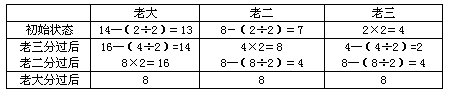 老大 老二 老三
初始状态 14—(2÷2)=13 8-(2÷2)=7 2×2=4
老三分过后 16—(4÷2)=14 4×2=8 4—(4÷2)=2
老二分过后 8×2=16 8—(8÷2)=4 8—(8÷2)=4
老大分过后 8 8 8